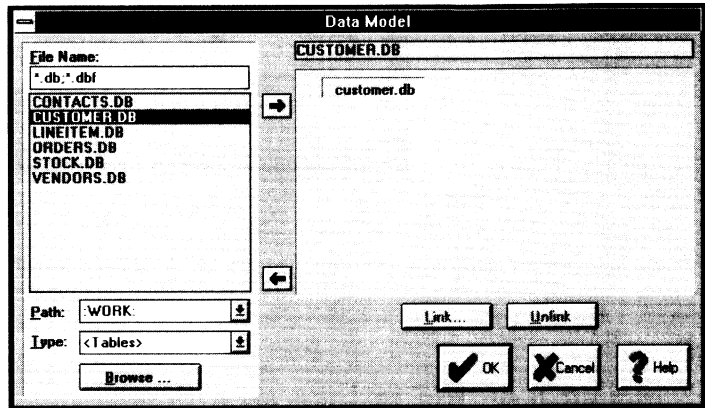 Data Model
File Name:
*.db;*.dbf
CONTACTS.DB
CUSTOMER.DB
LINEITEM.DB
ORDERS.DB
STOCK.DB
VENDORS.DB
Path: :WORK:
Type: <Tables>
Browse ...
CUSTOMER.DB
customer.db
Link... Unlink
OK Cancel Help